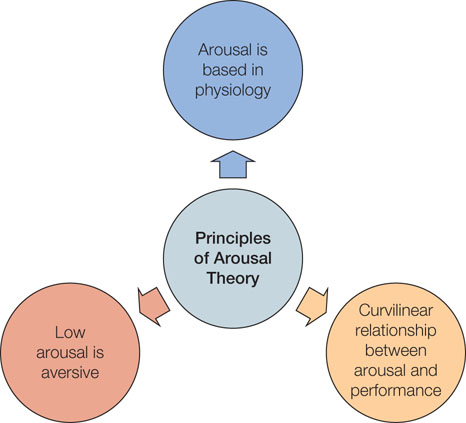 Arousal is
based in
physiology
Principles
of Arousal
Theory
Low
arousal is
aversive
Curvilinear
relationship
between
arousal and
performance